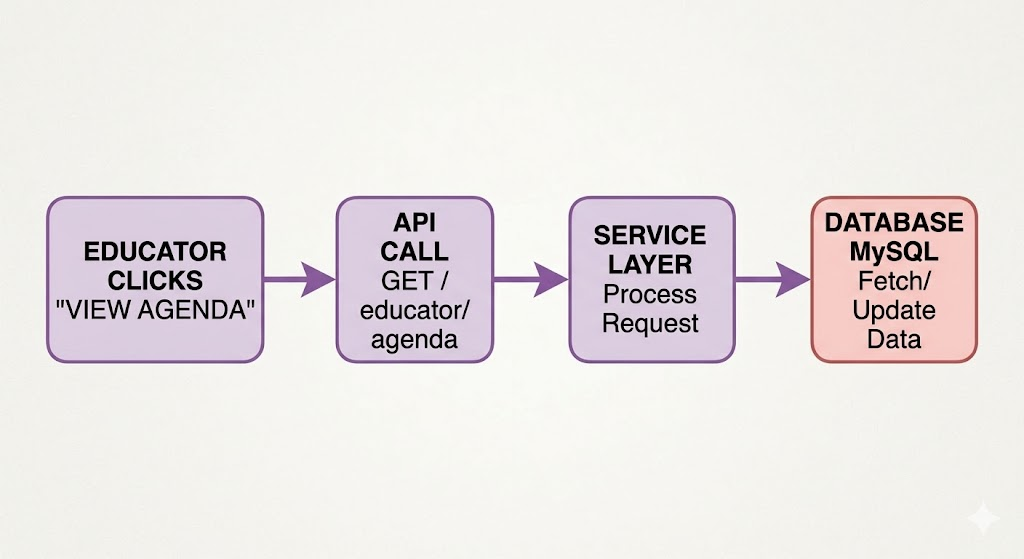 EDUCATOR
CLICKS
"VIEW AGENDA"
API
CALL
GET /
educator/
agenda
SERVICE
LAYER
Process
Request
DATABASE
MySQL
Fetch/
Update
Data